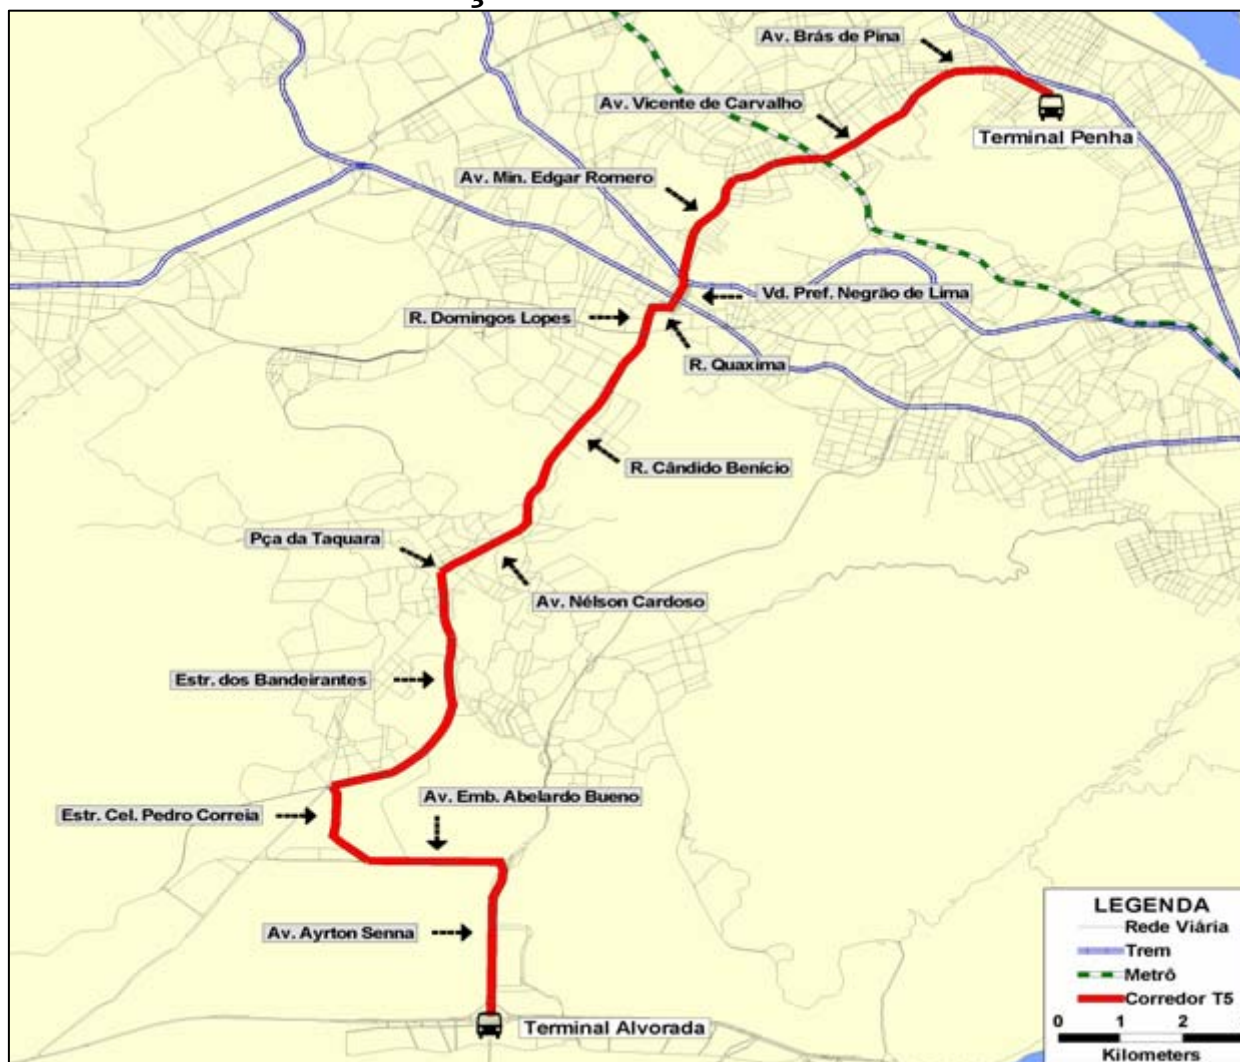 Av. Brás de Pina
Av. Vicente de Carvalho
Terminal Penha
Av. Min. Edgar Romero
Vd. Pref. Negrão de Lima
R. Domingos Lopes
R. Quaxima
R. Cândido Benício
Pça da Taquara
Av. Nélson Cardoso
Estr. dos Bandeirantes
Av. Emb. Abelardo Bueno
Estr. Cel. Pedro Correia
Av. Ayrton Senna
Terminal Alvorada
LEGENDA
Rede Viária
Trem
Metrô
Corredor T5
0 1 2
Kilometers